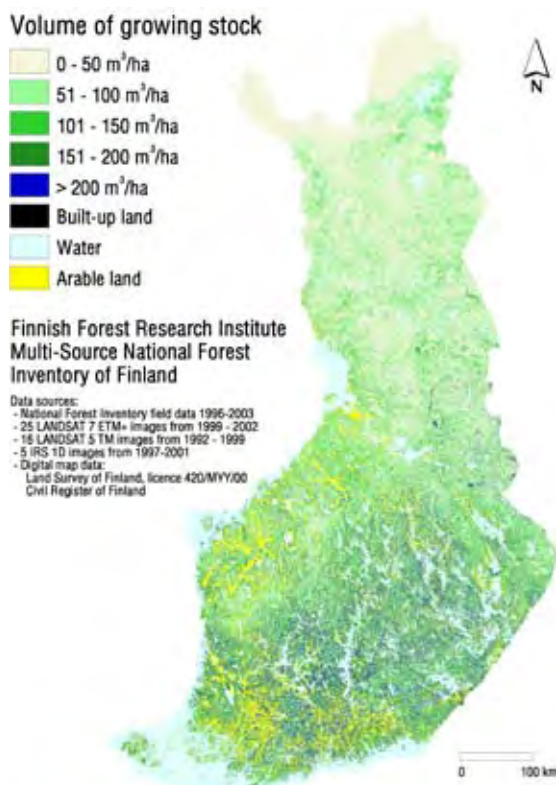 Volume of growing stock
0 - 50 m³/ha
51 - 100 m³/ha
101 - 150 m³/ha
151 - 200 m³/ha
> 200 m³/ha
Built-up land
Water
Arable land
N
Finnish Forest Research Institute
Multi-Source National Forest
Inventory of Finland
Data sources:
- National Forest Inventory field data 1996-2003
- 25 LANDSAT 7 ETM+ images from 1999 - 2002
- 16 LANDSAT 5 TM images from 1992 - 1999
- 5 IRS 1D images from 1997-2001
- Digital map data:
Land Survey of Finland, licence 420/MYY/00
Civil Register of Finland
0 100 km